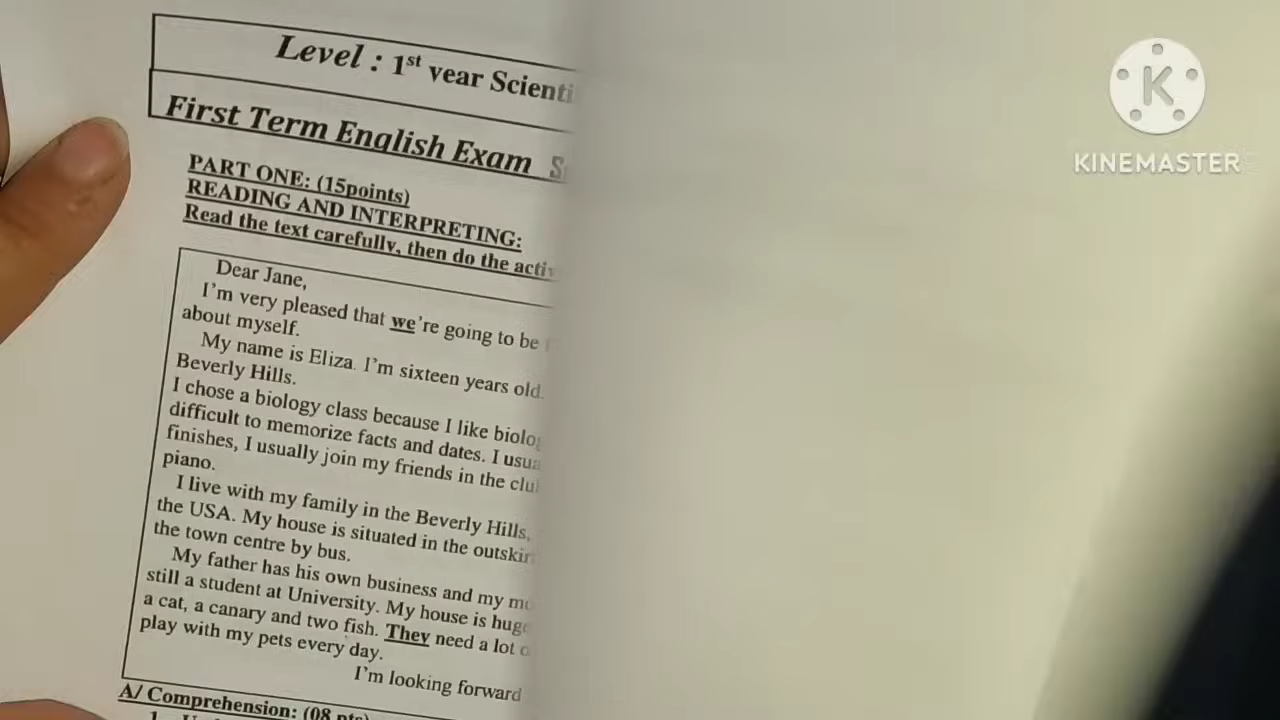 Level : 1st year Scienti
First Term English Exam
PART ONE: (15points)
READING AND INTERPRETING:
Read the text carefully, then do the activ
Dear Jane,
I'm very pleased that we're going to be
about myself.
My name is Eliza. I'm sixteen years old.
Beverly Hills.
I chose a biology class because I like biolog
difficult to memorize facts and dates. I usua
finishes, I usually join my friends in the clu
piano.
I live with my family in the Beverly Hills,
the USA. My house is situated in the outskir
the town centre by bus.
My father has his own business and my mo
still a student at University. My house is huge
a cat, a canary and two fish. They need a lot o
play with my pets every day.
I'm looking forward
A/ Comprehension: (08 pts)
1.
K
KINEMASTER